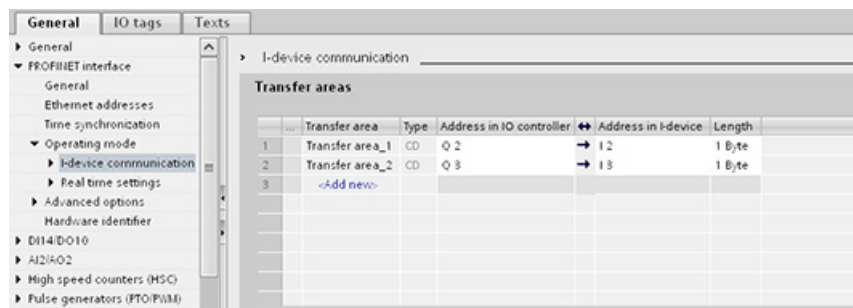 General IO tags Texts
General
PROFINET interface
General
Ethernet addresses
Time synchronization
Operating mode
I-device communication
Real time settings
Advanced options
Hardware identifier
DI14/DO10
AI2/AO2
High speed counters (HSC)
Pulse generators (PTO/PWM)
I-device communication
Transfer areas
... Transfer area Type Address in IO controller ↔ Address in I-device Length
1 Transfer area_1 CD Q 2 → I 2 1 Byte
2 Transfer area_2 CD Q 3 → I 3 1 Byte
3 <Add new>